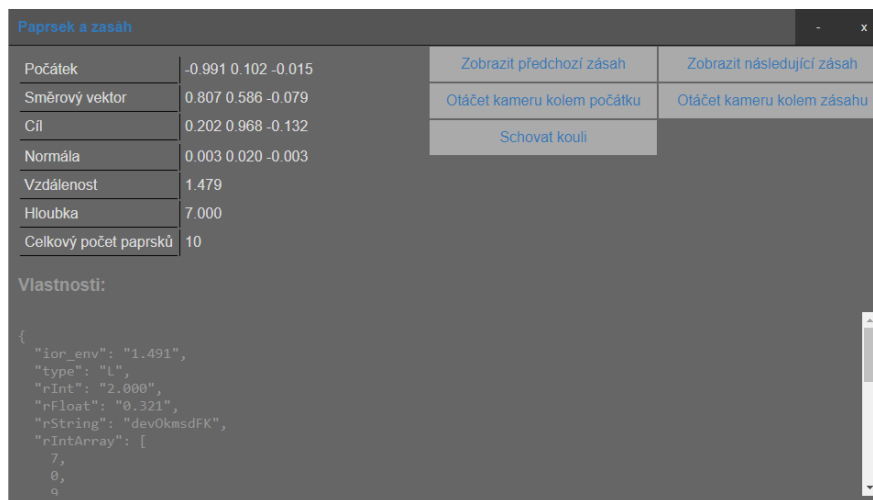 Paprsek a zasáh - x
Počátek -0.991 0.102 -0.015
Směrový vektor 0.807 0.586 -0.079
Cíl 0.202 0.968 -0.132
Normála 0.003 0.020 -0.003
Vzdálenost 1.479
Hloubka 7.000
Celkový počet paprsků 10
Zobrazit předchozí zásah Zobrazit následující zásah
Otáčet kameru kolem počátku Otáčet kameru kolem zásahu
Schovat kouli
Vlastnosti:
{
"ior_env": "1.491",
"type": "L",
"rInt": "2.000",
"rFloat": "0.321",
"rString": "devOkmsdFK",
"rIntArray": [
7,
0,
9